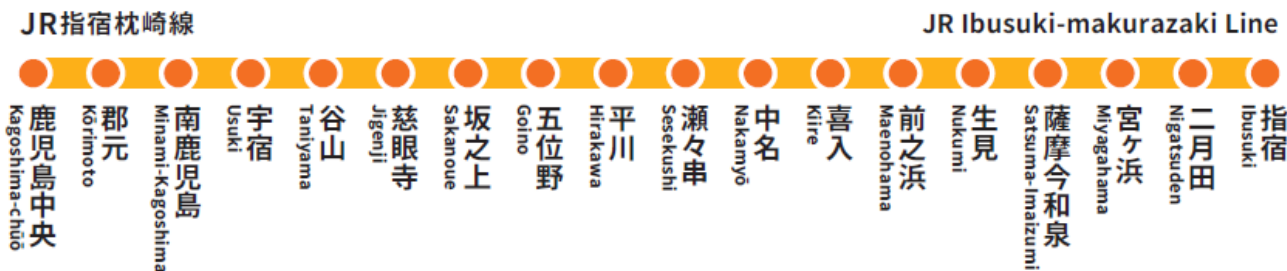 JR指宿枕崎線
JR Ibusuki-makurazaki Line
鹿児島中央
Kagoshima-chūō
郡元
Kōrimoto
南鹿児島
Minami-Kagoshima
宇宿
Usuki
谷山
Taniyama
慈眼寺
Jigenji
坂之上
Sakanoue
五位野
Goino
平川
Hirakawa
瀬々串
Sesekushi
中名
Nakamyō
喜入
Kiire
前之浜
Maenohama
生見
Nukumi
薩摩今和泉
Satsuma-Imaizumi
宮ヶ浜
Miyagahama
二月田
Nigatsuden
指宿
Ibusuki